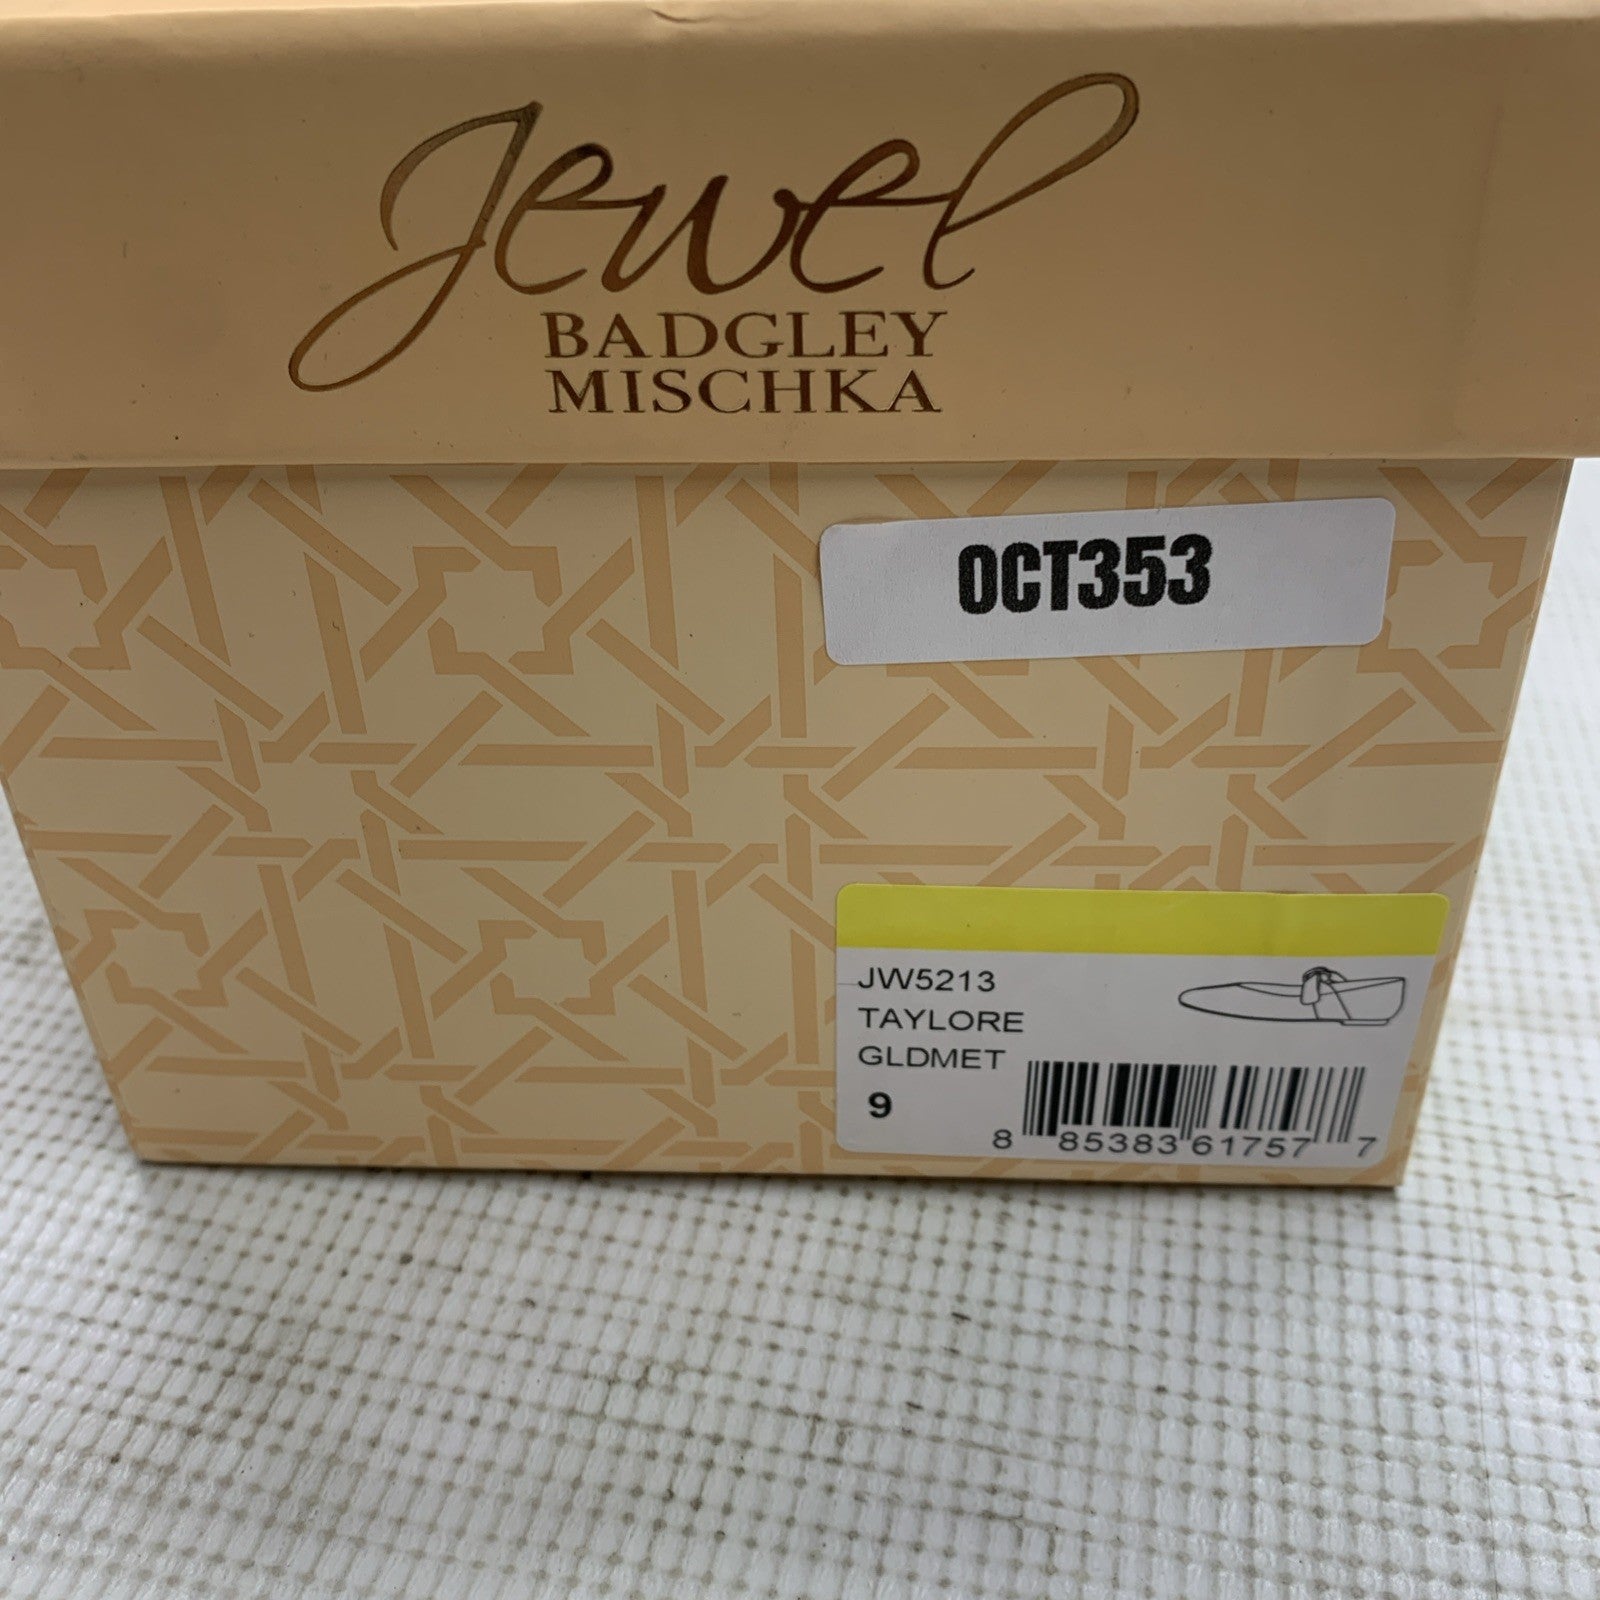 Jewel
BADGLEY
MISCHKA
OCT353
JW5213
TAYLORE
GLDMET
9
8 85383 61757 7